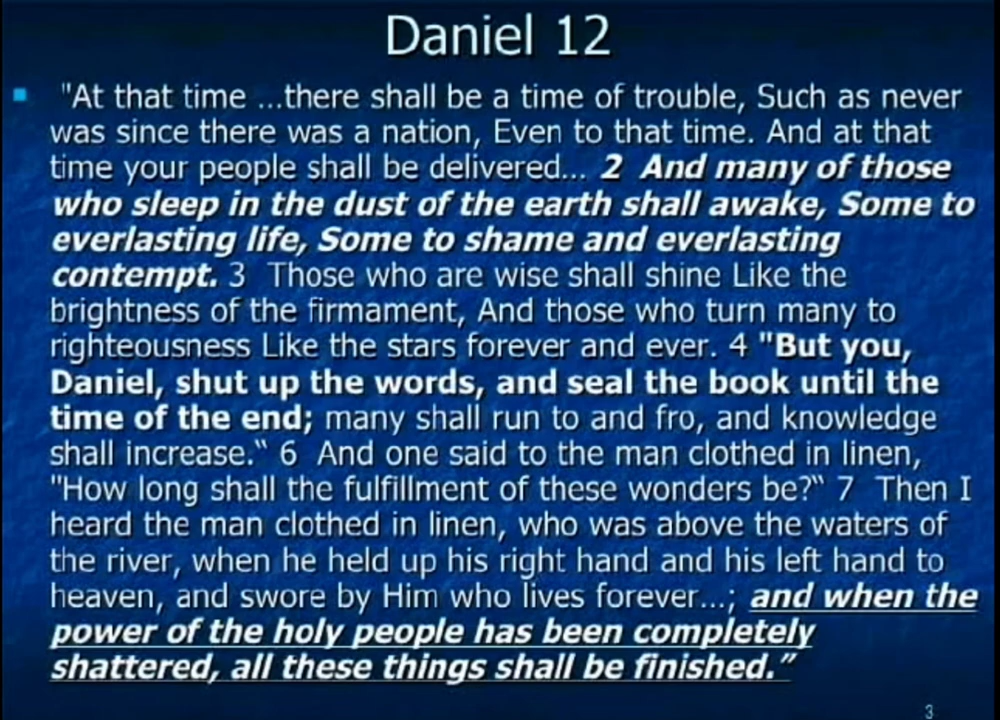 Daniel 12
"At that time ...there shall be a time of trouble, Such as never
was since there was a nation, Even to that time. And at that
time your people shall be delivered... 2 And many of those
who sleep in the dust of the earth shall awake, Some to
everlasting life, Some to shame and everlasting
contempt. 3 Those who are wise shall shine Like the
brightness of the firmament, And those who turn many to
righteousness Like the stars forever and ever. 4 "But you,
Daniel, shut up the words, and seal the book until the
time of the end; many shall run to and fro, and knowledge
shall increase.‟ 6 And one said to the man clothed in linen,
"How long shall the fulfillment of these wonders be?‟ 7 Then I
heard the man clothed in linen, who was above the waters of
the river, when he held up his right hand and his left hand to
heaven, and swore by Him who lives forever...; and when the
power of the holy people has been completely
shattered, all these things shall be finished.”
3